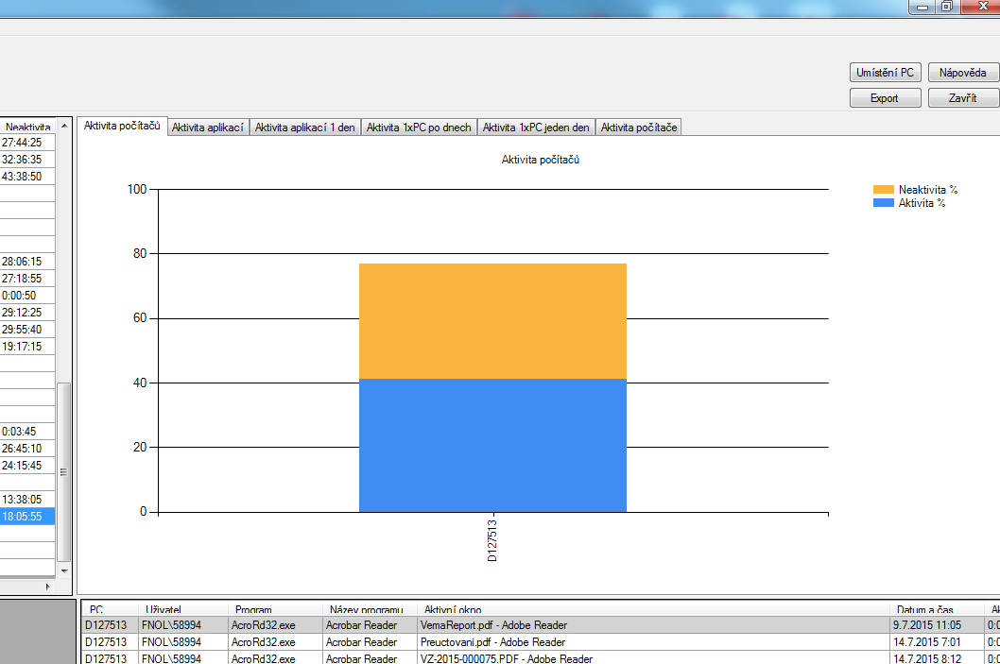 Umístění PC Nápověda
Export Zavřít
Neaktivita
27:44:25
32:36:35
43:38:50
28:06:15
27:18:55
0:00:50
29:12:25
29:55:40
19:17:15
0:03:45
26:45:10
24:15:45
13:38:05
18:05:55
Aktivita počítačů Aktivita aplikací Aktivita aplikací 1 den Aktivita 1xPC po dnech Aktivita 1xPC jeden den Aktivita počítače
Aktivita počítačů
100
80
60
40
20
0
D127513
Neaktivita %
Aktivita %
PC Uživatel Program Název programu Aktivní okno Datum a čas
D127513 FNOL\58994 AcroRd32.exe Acrobar Reader VemaReport.pdf - Adobe Reader 9.7.2015 11:05
D127513 FNOL\58994 AcroRd32.exe Acrobar Reader Preuctovani.pdf - Adobe Reader 14.7.2015 7:01
D127513 FNOL\58994 AcroRd32.exe Acrobar Reader VZ-2015-000075.PDF - Adobe Reader 14.7.2015 8:12